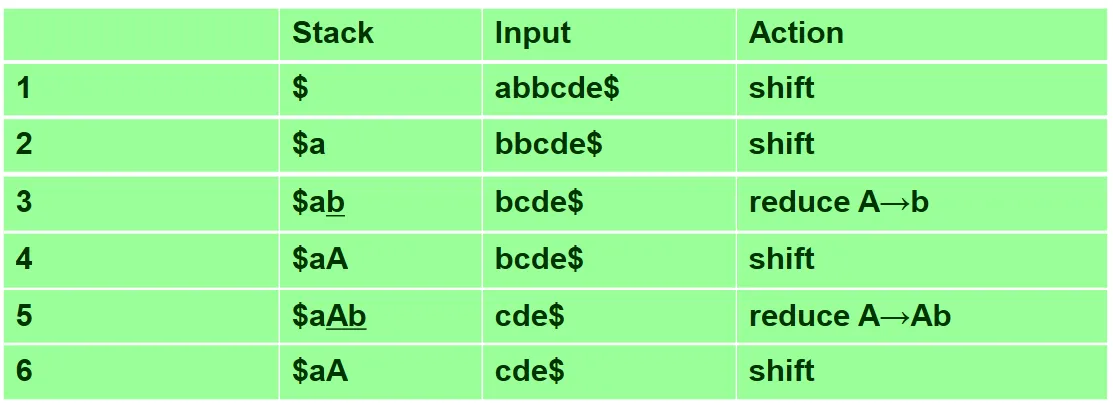 Stack Input Action
1 $ abbcde$ shift
2 $a bbcde$ shift
3 $ab bcde$ reduce A→b
4 $aA bcde$ shift
5 $aAb cde$ reduce A→Ab
6 $aA cde$ shift